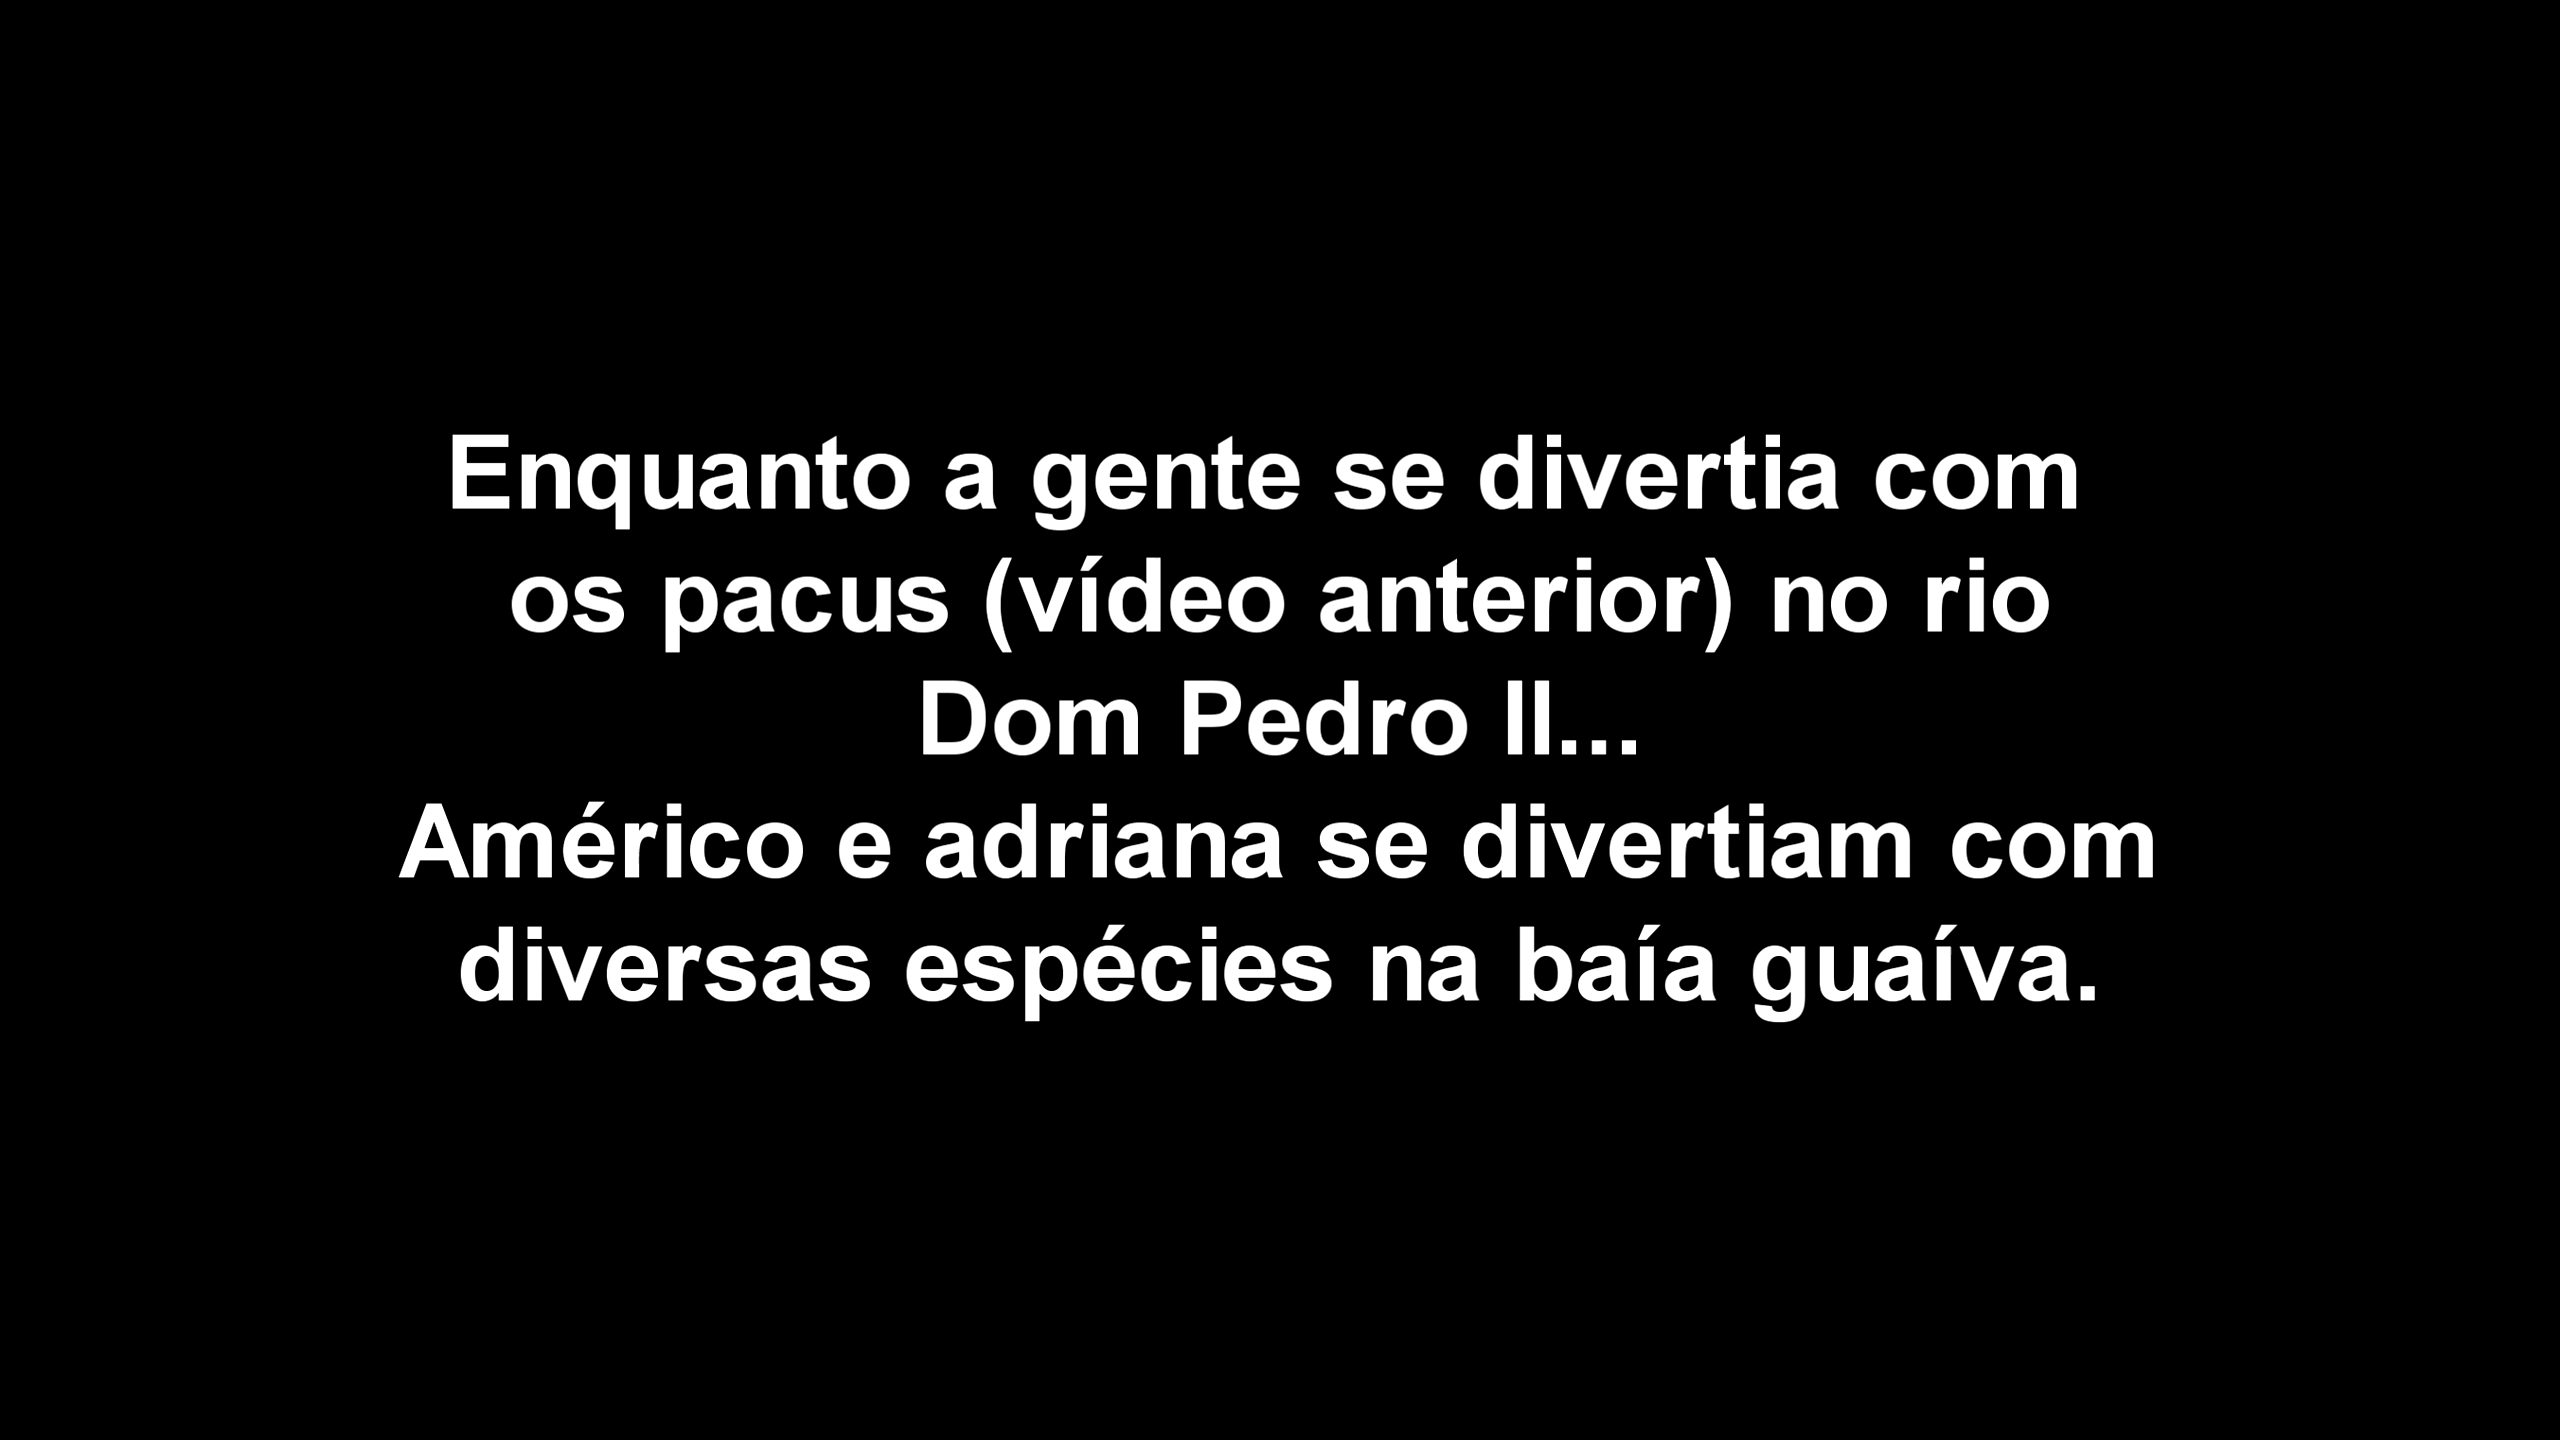 Enquanto a gente se divertia com
os pacus (vídeo anterior) no rio
Dom Pedro II...
Américo e adriana se divertiam com
diversas espécies na baía guaíva.